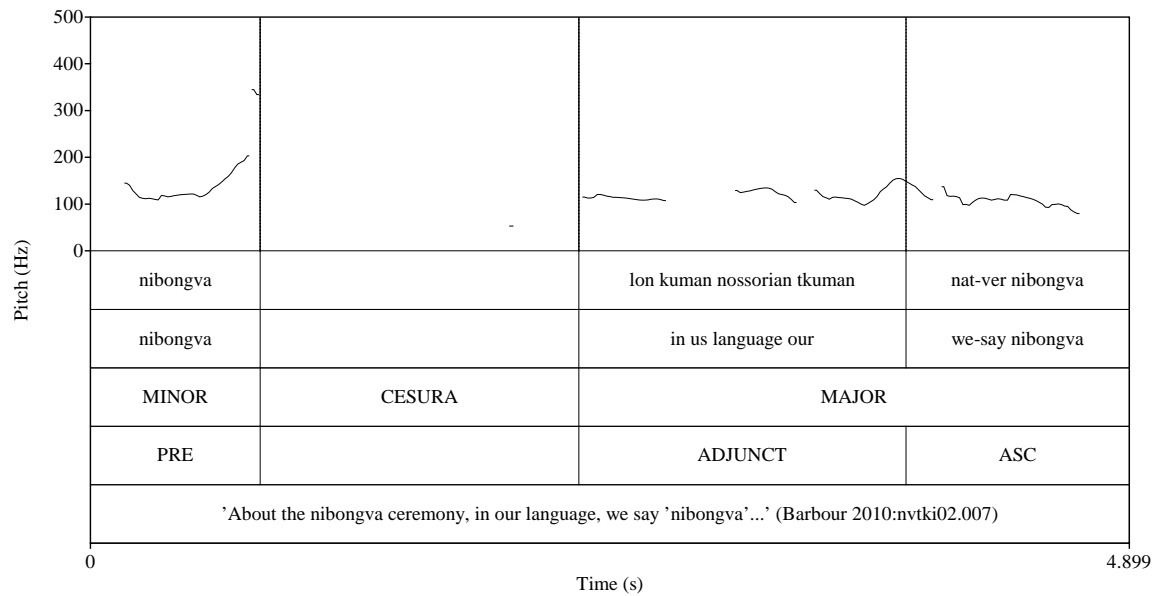 500
400
300
200
100
0
Pitch (Hz)
nibongva lon kuman nossorian tkuman nat-ver nibongva
nibongva in us language our we-say nibongva
MINOR CESURA MAJOR
PRE ADJUNCT ASC
’About the nibongva ceremony, in our language, we say ’nibongva’...’ (Barbour 2010:nvtki02.007)
0 4.899
Time (s)